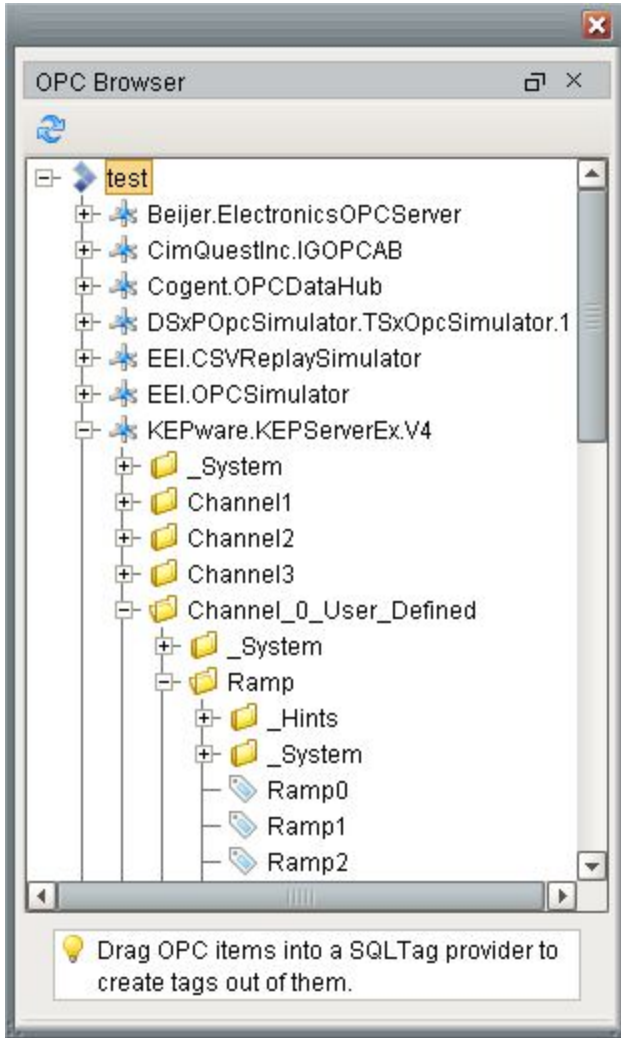 OPC Browser
test
Beijer.ElectronicsOPCServer
CimQuestInc.IGOPCAB
Cogent.OPCDataHub
DSxPOpcSimulator.TSxOpcSimulator.1
EEI.CSVReplaySimulator
EEI.OPCSimulator
KEPware.KEPServerEx.V4
_System
Channel1
Channel2
Channel3
Channel_0_User_Defined
_System
Ramp
_Hints
_System
Ramp0
Ramp1
Ramp2
Drag OPC items into a SQLTag provider to
create tags out of them.